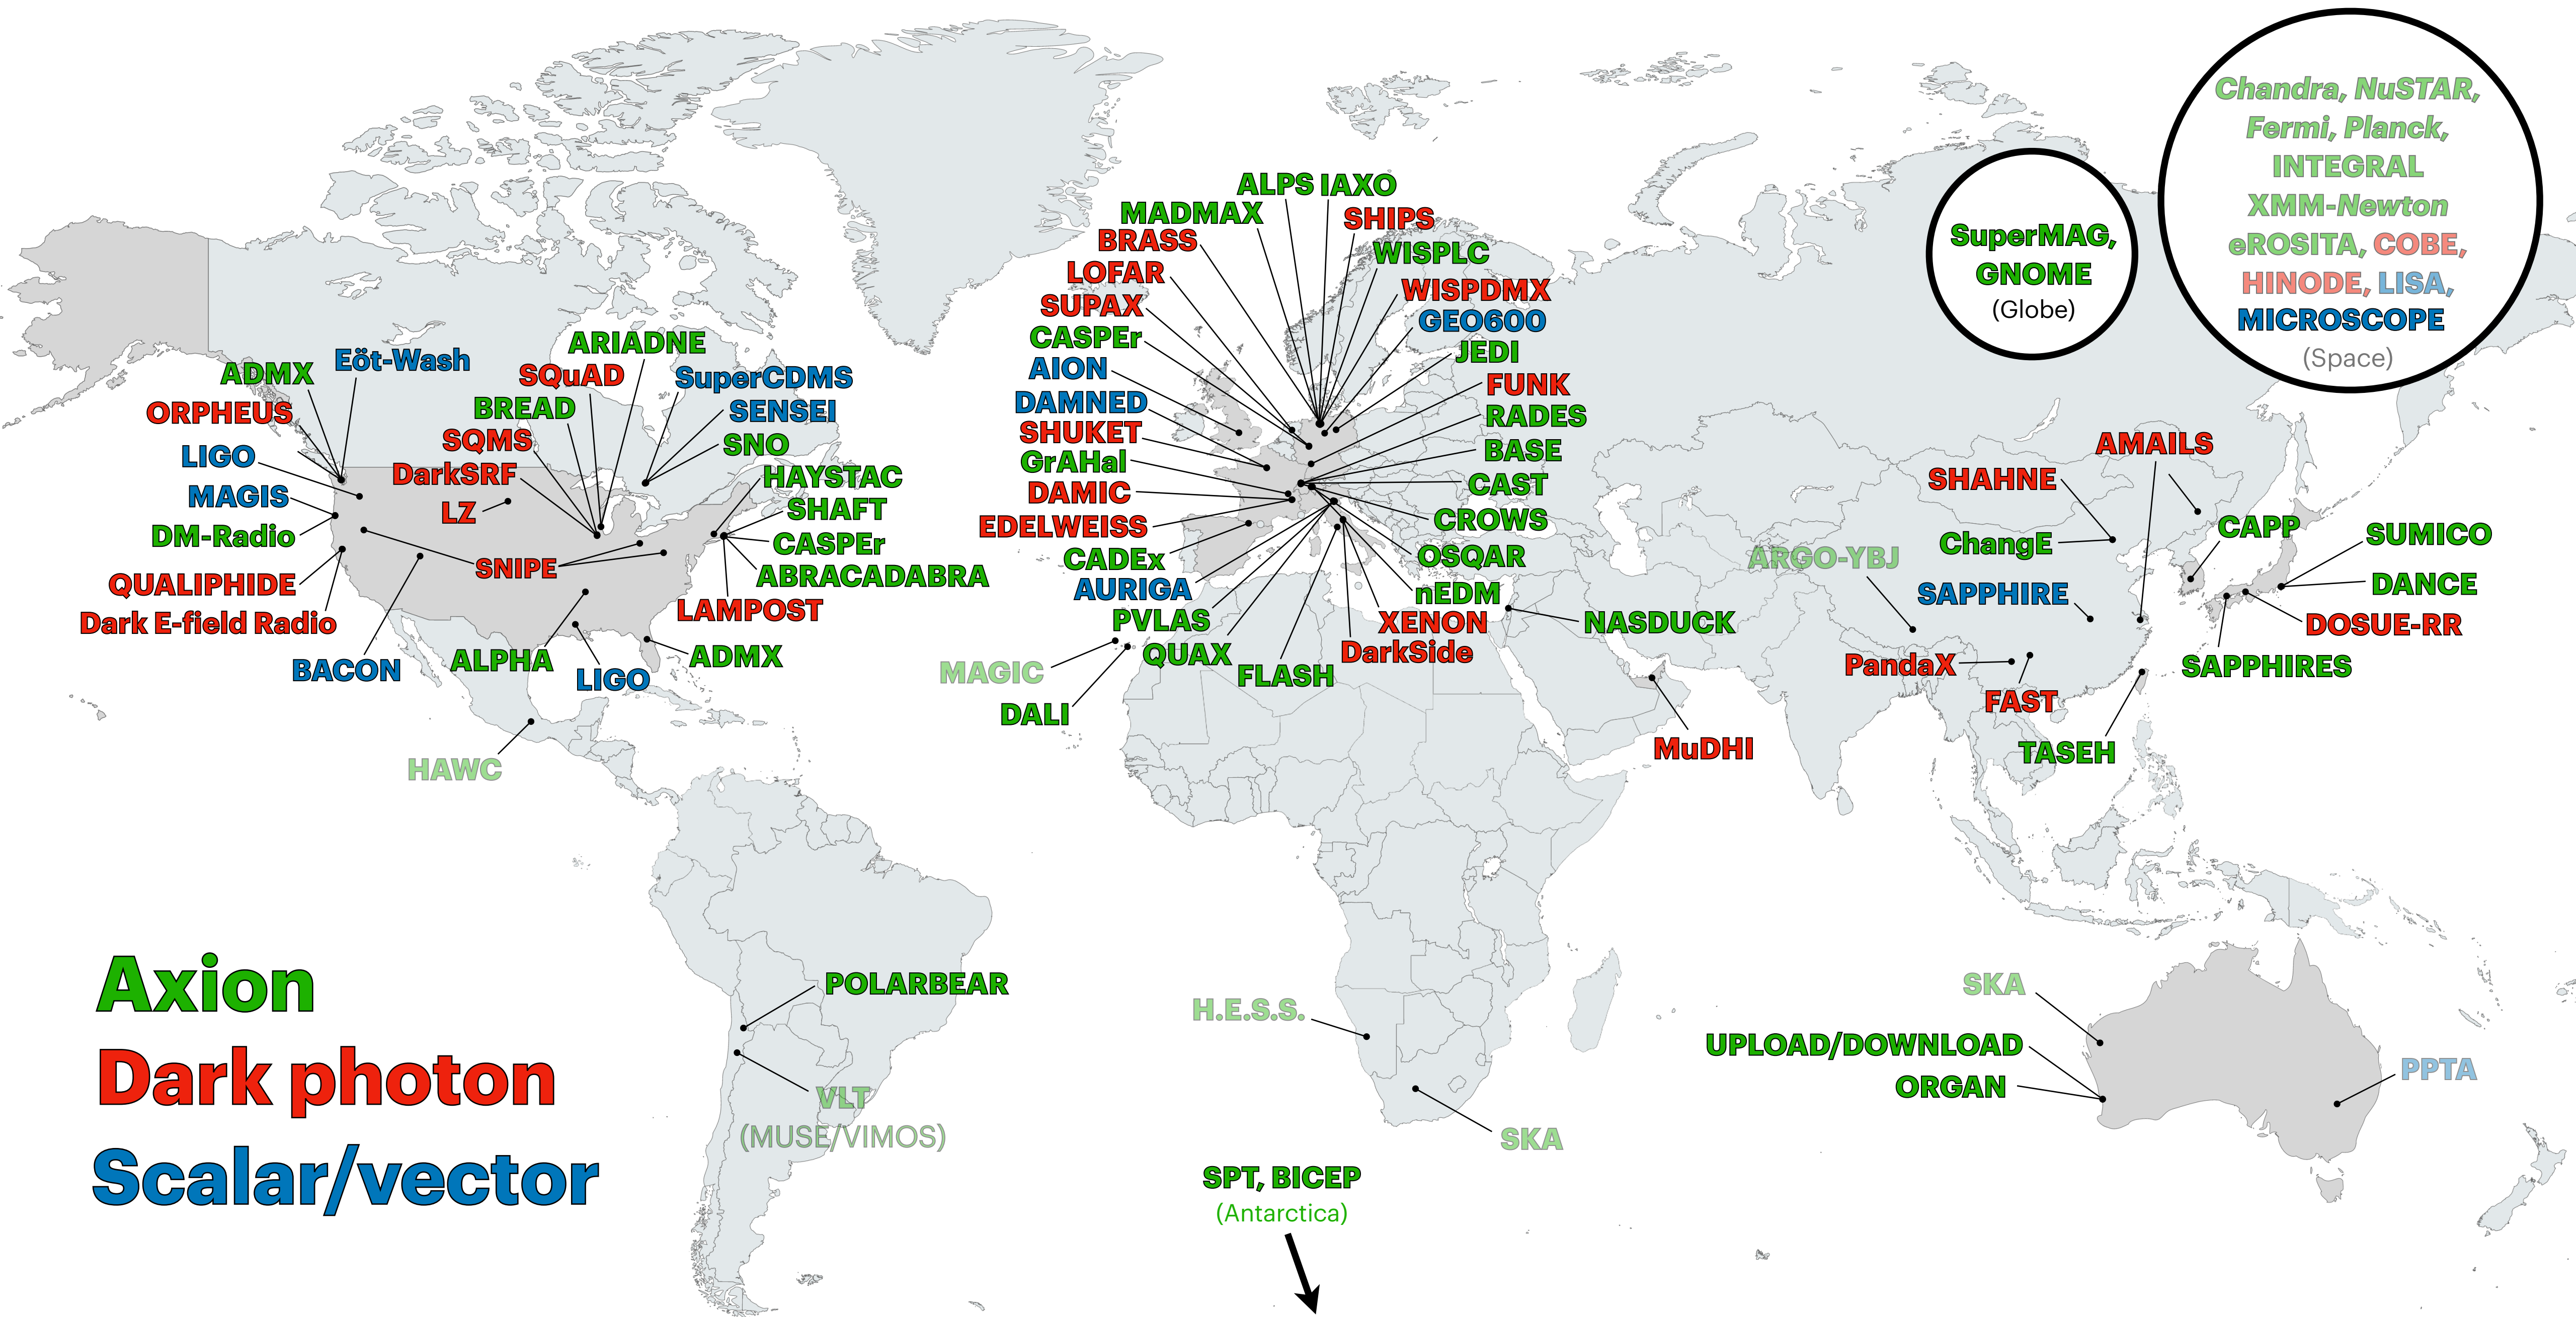 Chandra, NuSTAR,
Fermi, Planck,
INTEGRAL
XMM-Newton
eROSITA, COBE,
HINODE, LISA,
MICROSCOPE
(Space)
SuperMAG,
GNOME
(Globe)
ADMX
Eöt-Wash
ORPHEUS
LIGO
MAGIS
DM-Radio
QUALIPHIDE
Dark E-field Radio
BACON
ARIADNE
SQuAD
BREAD
SQMS
DarkSRF
LZ
SNIPE
SuperCDMS
SENSEI
SNO
HAYSTAC
SHAFT
CASPEr
ABRACADABRA
LAMPOST
ALPHA
LIGO
ADMX
HAWC
ALPS
IAXO
MADMAX
SHIPS
BRASS
WISPLC
LOFAR
WISPDMX
SUPAX
GEO600
CASPEr
JEDI
AION
FUNK
DAMNED
RADES
SHUKET
BASE
GrAHal
CAST
DAMIC
CROWS
EDELWEISS
OSQAR
CADEx
nEDM
AURIGA
XENON
PVLAS
DarkSide
QUAX
FLASH
NASDUCK
MAGIC
DALI
MuDHI
AMAILS
SHAHNE
ChangE
CAPP
SUMICO
ARGO-YBJ
DANCE
SAPPHIRE
DOSUE-RR
PandaX
SAPPHIRES
FAST
TASEH
POLARBEAR
VLT
(MUSE/VIMOS)
H.E.S.S.
SKA
SKA
UPLOAD/DOWNLOAD
ORGAN
PPTA
SPT, BICEP
(Antarctica)
Axion
Dark photon
Scalar/vector